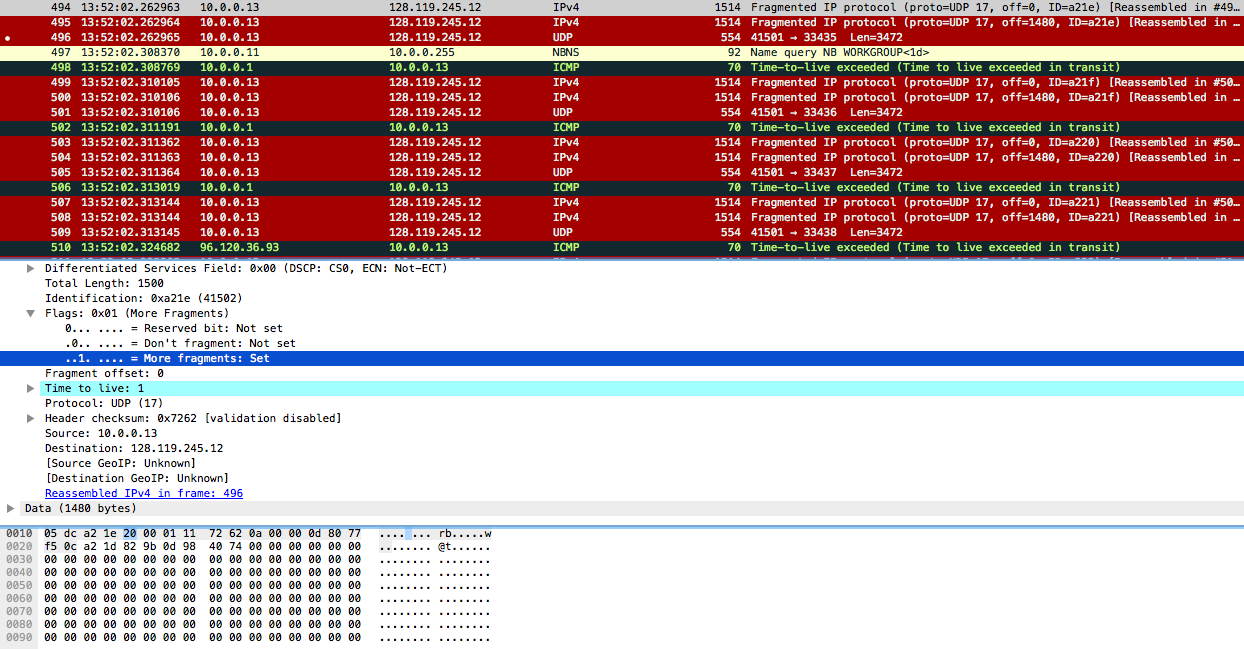 494 13:52:02.262963 10.0.0.13 128.119.245.12 IPv4 1514 Fragmented IP protocol (proto=UDP 17, off=0, ID=a21e) [Reassembled in #49…
495 13:52:02.262964 10.0.0.13 128.119.245.12 IPv4 1514 Fragmented IP protocol (proto=UDP 17, off=1480, ID=a21e) [Reassembled in …
496 13:52:02.262965 10.0.0.13 128.119.245.12 UDP 554 41501 → 33435 Len=3472
497 13:52:02.308370 10.0.0.11 10.0.0.255 NBNS 92 Name query NB WORKGROUP<1d>
498 13:52:02.308769 10.0.0.1 10.0.0.13 ICMP 70 Time-to-live exceeded (Time to live exceeded in transit)
499 13:52:02.310105 10.0.0.13 128.119.245.12 IPv4 1514 Fragmented IP protocol (proto=UDP 17, off=0, ID=a21f) [Reassembled in #50…
500 13:52:02.310106 10.0.0.13 128.119.245.12 IPv4 1514 Fragmented IP protocol (proto=UDP 17, off=1480, ID=a21f) [Reassembled in …
501 13:52:02.310106 10.0.0.13 128.119.245.12 UDP 554 41501 → 33436 Len=3472
502 13:52:02.311191 10.0.0.1 10.0.0.13 ICMP 70 Time-to-live exceeded (Time to live exceeded in transit)
503 13:52:02.311362 10.0.0.13 128.119.245.12 IPv4 1514 Fragmented IP protocol (proto=UDP 17, off=0, ID=a220) [Reassembled in #50…
504 13:52:02.311363 10.0.0.13 128.119.245.12 IPv4 1514 Fragmented IP protocol (proto=UDP 17, off=1480, ID=a220) [Reassembled in …
505 13:52:02.311364 10.0.0.13 128.119.245.12 UDP 554 41501 → 33437 Len=3472
506 13:52:02.313019 10.0.0.1 10.0.0.13 ICMP 70 Time-to-live exceeded (Time to live exceeded in transit)
507 13:52:02.313144 10.0.0.13 128.119.245.12 IPv4 1514 Fragmented IP protocol (proto=UDP 17, off=0, ID=a221) [Reassembled in #50…
508 13:52:02.313144 10.0.0.13 128.119.245.12 IPv4 1514 Fragmented IP protocol (proto=UDP 17, off=1480, ID=a221) [Reassembled in …
509 13:52:02.313145 10.0.0.13 128.119.245.12 UDP 554 41501 → 33438 Len=3472
510 13:52:02.324682 96.120.36.93 10.0.0.13 ICMP 70 Time-to-live exceeded (Time to live exceeded in transit)
Differentiated Services Field: 0x00 (DSCP: CS0, ECN: Not-ECT)
Total Length: 1500
Identification: 0xa21e (41502)
Flags: 0x01 (More Fragments)
0... .... = Reserved bit: Not set
.0.. .... = Don't fragment: Not set
..1. .... = More fragments: Set
Fragment offset: 0
Time to live: 1
Protocol: UDP (17)
Header checksum: 0x7262 [validation disabled]
Source: 10.0.0.13
Destination: 128.119.245.12
[Source GeoIP: Unknown]
[Destination GeoIP: Unknown]
Reassembled IPv4 in frame: 496
Data (1480 bytes)
0010 05 dc a2 1e 20 00 01 11 72 62 0a 00 00 0d 80 77 .... ... rb.....w
0020 f5 0c a2 1d 82 9b 0d 98 40 74 00 00 00 00 00 00 ........ @t......
0030 00 00 00 00 00 00 00 00 00 00 00 00 00 00 00 00 ........ ........
0040 00 00 00 00 00 00 00 00 00 00 00 00 00 00 00 00 ........ ........
0050 00 00 00 00 00 00 00 00 00 00 00 00 00 00 00 00 ........ ........
0060 00 00 00 00 00 00 00 00 00 00 00 00 00 00 00 00 ........ ........
0070 00 00 00 00 00 00 00 00 00 00 00 00 00 00 00 00 ........ ........
0080 00 00 00 00 00 00 00 00 00 00 00 00 00 00 00 00 ........ ........
0090 00 00 00 00 00 00 00 00 00 00 00 00 00 00 00 00 ........ ........